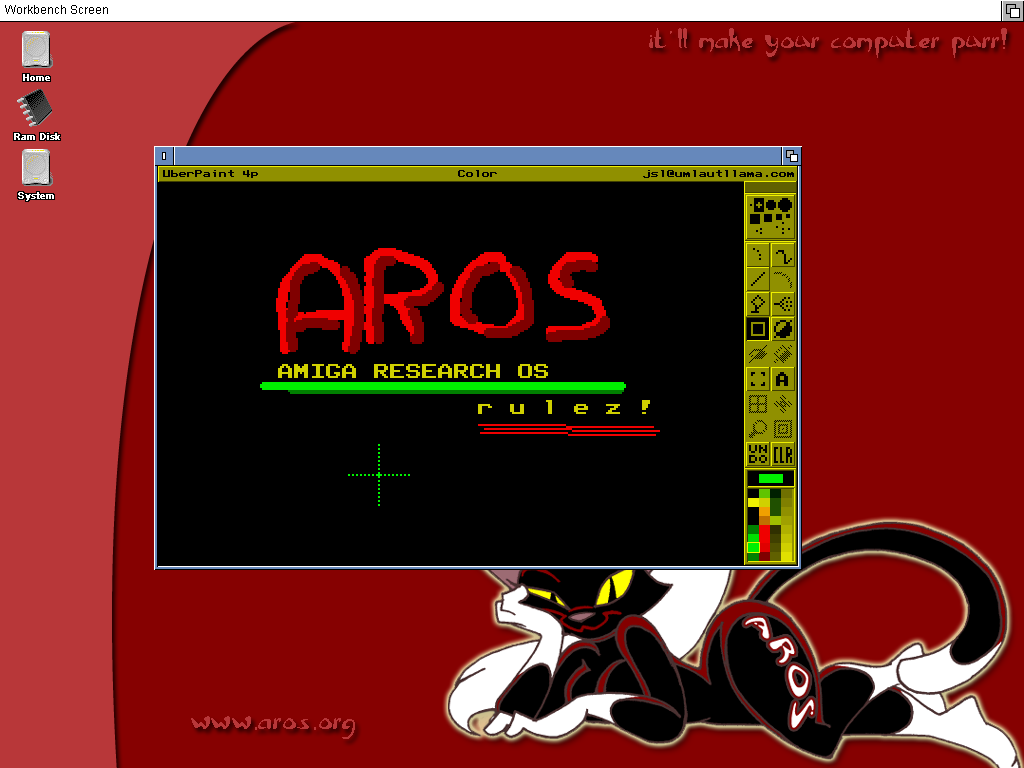 Workbench Screen
it'll make your computer purr!
Home
Ram Disk
System
UberPaint 4p Color jsl@umlautllama.com
AROS
AMIGA RESEARCH OS
r u l e z !
A
UN
DO CLR
AROS
www.aros.org